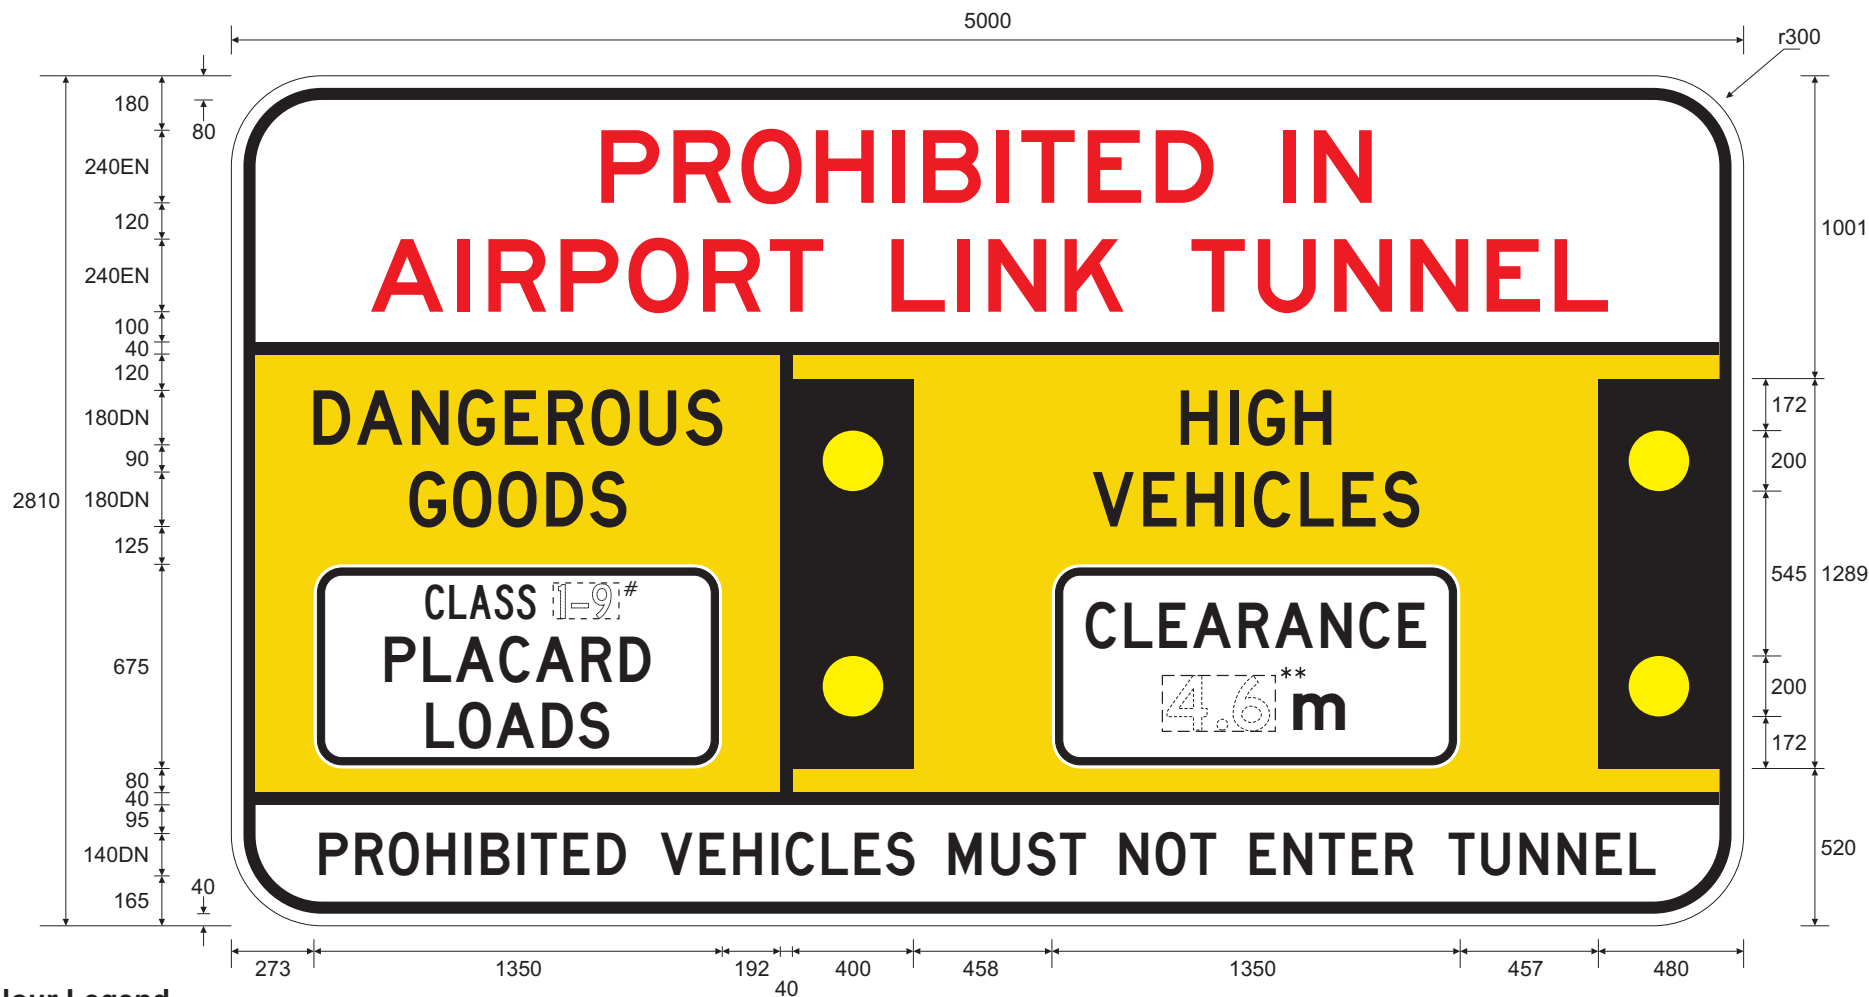 5000
r300
180
80
240EN
120
240EN
100
40
120
180DN
90
180DN
125
675
80
40
95
140DN
165
40
2810
PROHIBITED IN
AIRPORT LINK TUNNEL
DANGEROUS
GOODS
CLASS 1-9#
PLACARD
LOADS
HIGH
VEHICLES
CLEARANCE
4.6**m
PROHIBITED VEHICLES MUST NOT ENTER TUNNEL
1001
172
200
545
1289
200
172
520
273
1350
192
40
400
458
1350
457
480